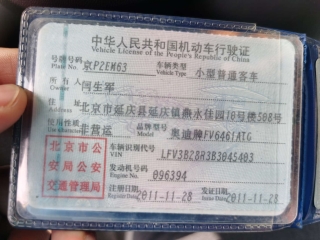 中华人民共和国机动车行驶证
Vehicle License of the People's Republic of China
号牌号码 Plate No. 京P2EM63 车辆类型 Vehicle Type 小型普通客车
所有人 Owner 闫生军
住址 Address 北京市延庆县延庆镇燕水佳园10号楼508号
使用性质 Use Character 非营运 品牌型号 Model 奥迪牌FV6461ATG
车辆识别代号 VIN LFV3B28R3B3045403
发动机号码 Engine No. 096394
注册日期 Register Date 2011-11-28 发证日期 Issue Date 2011-11-28
北京市公
安局公安
交通管理局